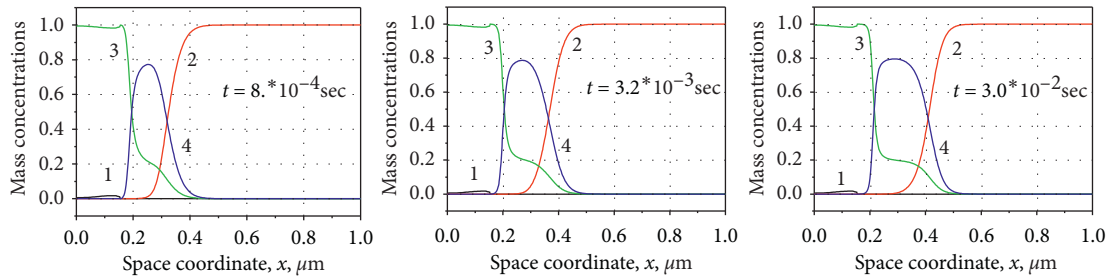 Mass concentrations
1.0
0.8
0.6
0.4
0.2
0.0
3
2
t = 8.*10−4sec
4
1
0.0 0.2 0.4 0.6 0.8 1.0
Space coordinate, x, μm
Mass concentrations
1.0
0.8
0.6
0.4
0.2
0.0
3
2
t = 3.2*10−3sec
4
1
0.0 0.2 0.4 0.6 0.8 1.0
Space coordinate, x, μm
Mass concentrations
1.0
0.8
0.6
0.4
0.2
0.0
3
2
t = 3.0*10−2sec
4
1
0.0 0.2 0.4 0.6 0.8 1.0
Space coordinate, x, μm